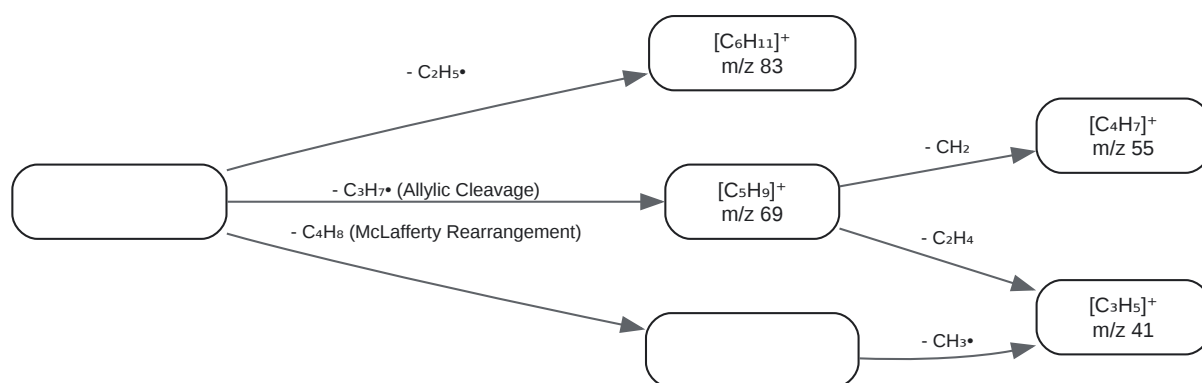 [C₆H₁₁]⁺
m/z 83
- C₂H₅•
[C₄H₇]⁺
m/z 55
- CH₂
- C₃H₇• (Allylic Cleavage)
[C₅H₉]⁺
m/z 69
- C₄H₈ (McLafferty Rearrangement)
- C₂H₄
[C₃H₅]⁺
m/z 41
- CH₃•